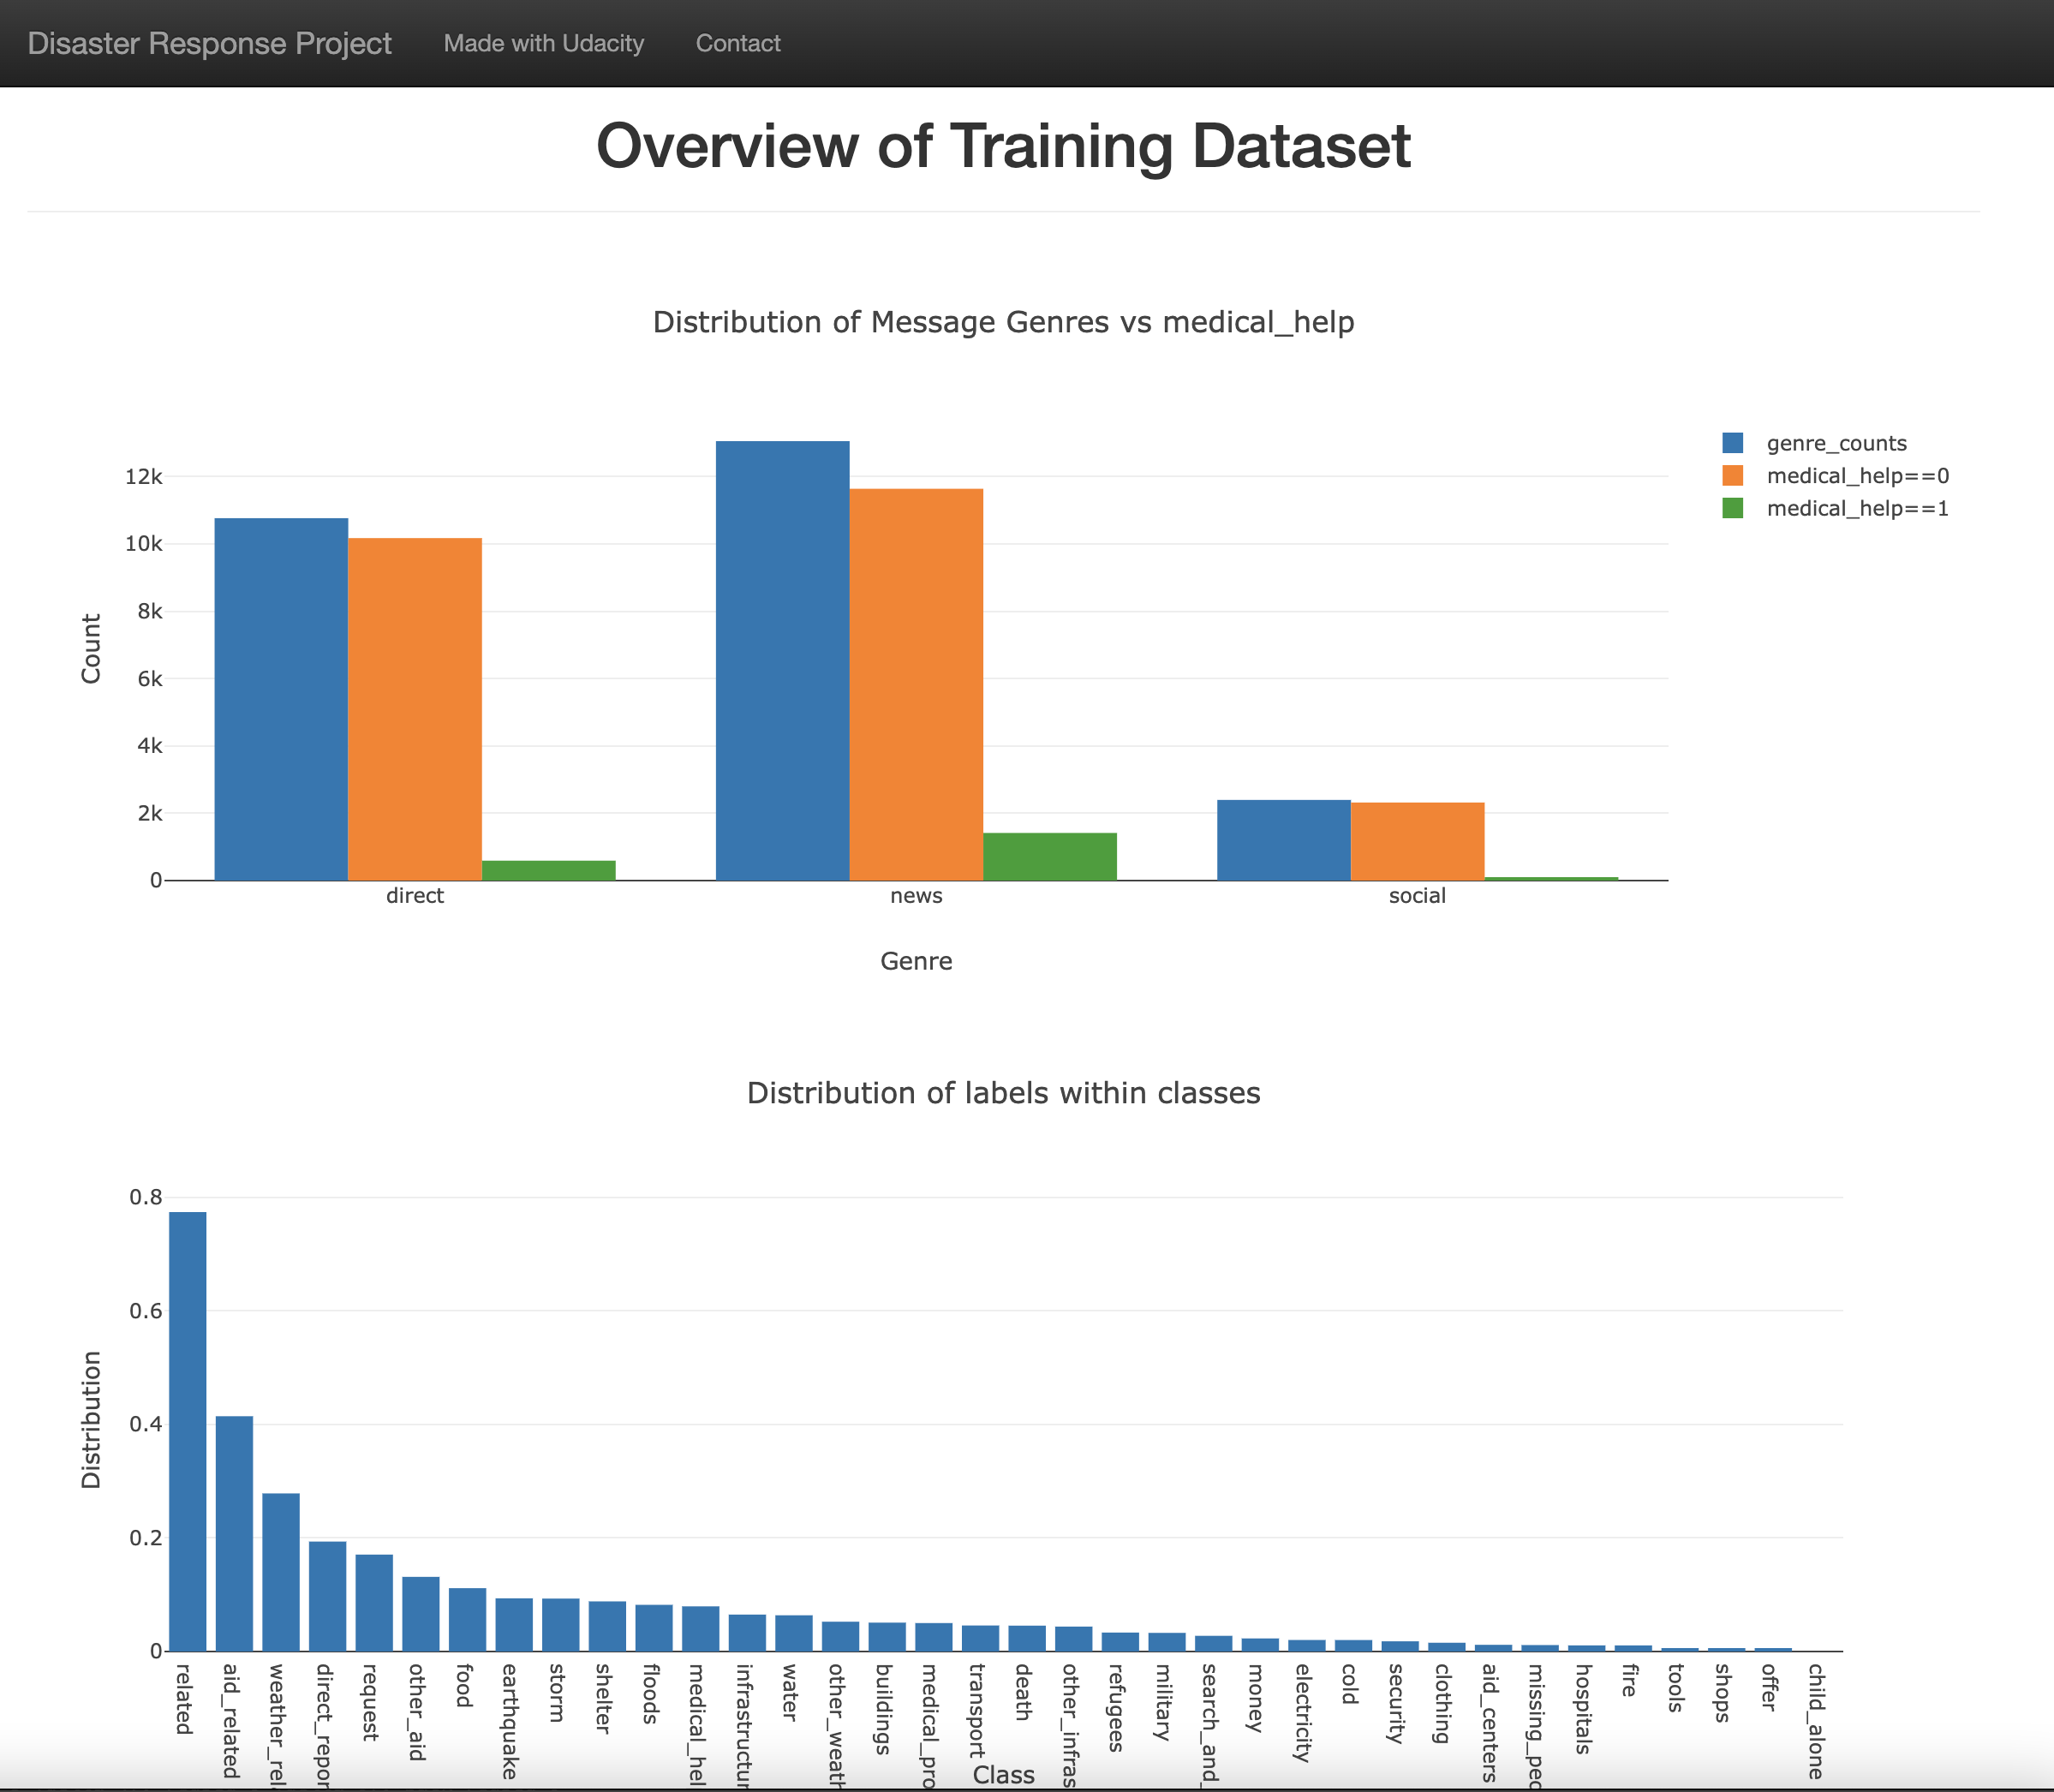 Disaster Response Project Made with Udacity Contact
Overview of Training Dataset
Distribution of Message Genres vs medical_help
genre_counts
medical_help==0
medical_help==1
Count
12k
10k
8k
6k
4k
2k
0
direct news social
Genre
Distribution of labels within classes
Distribution
0.8
0.6
0.4
0.2
0
related
aid_related
weather_rel
direct_repor
request
other_aid
food
earthquake
storm
shelter
floods
medical_hel
infrastructur
water
other_weath
buildings
medical_pro
transport
death
other_infras
refugees
military
search_and_
money
electricity
cold
security
clothing
aid_centers
missing_peo
hospitals
fire
tools
shops
offer
child_alone
Class